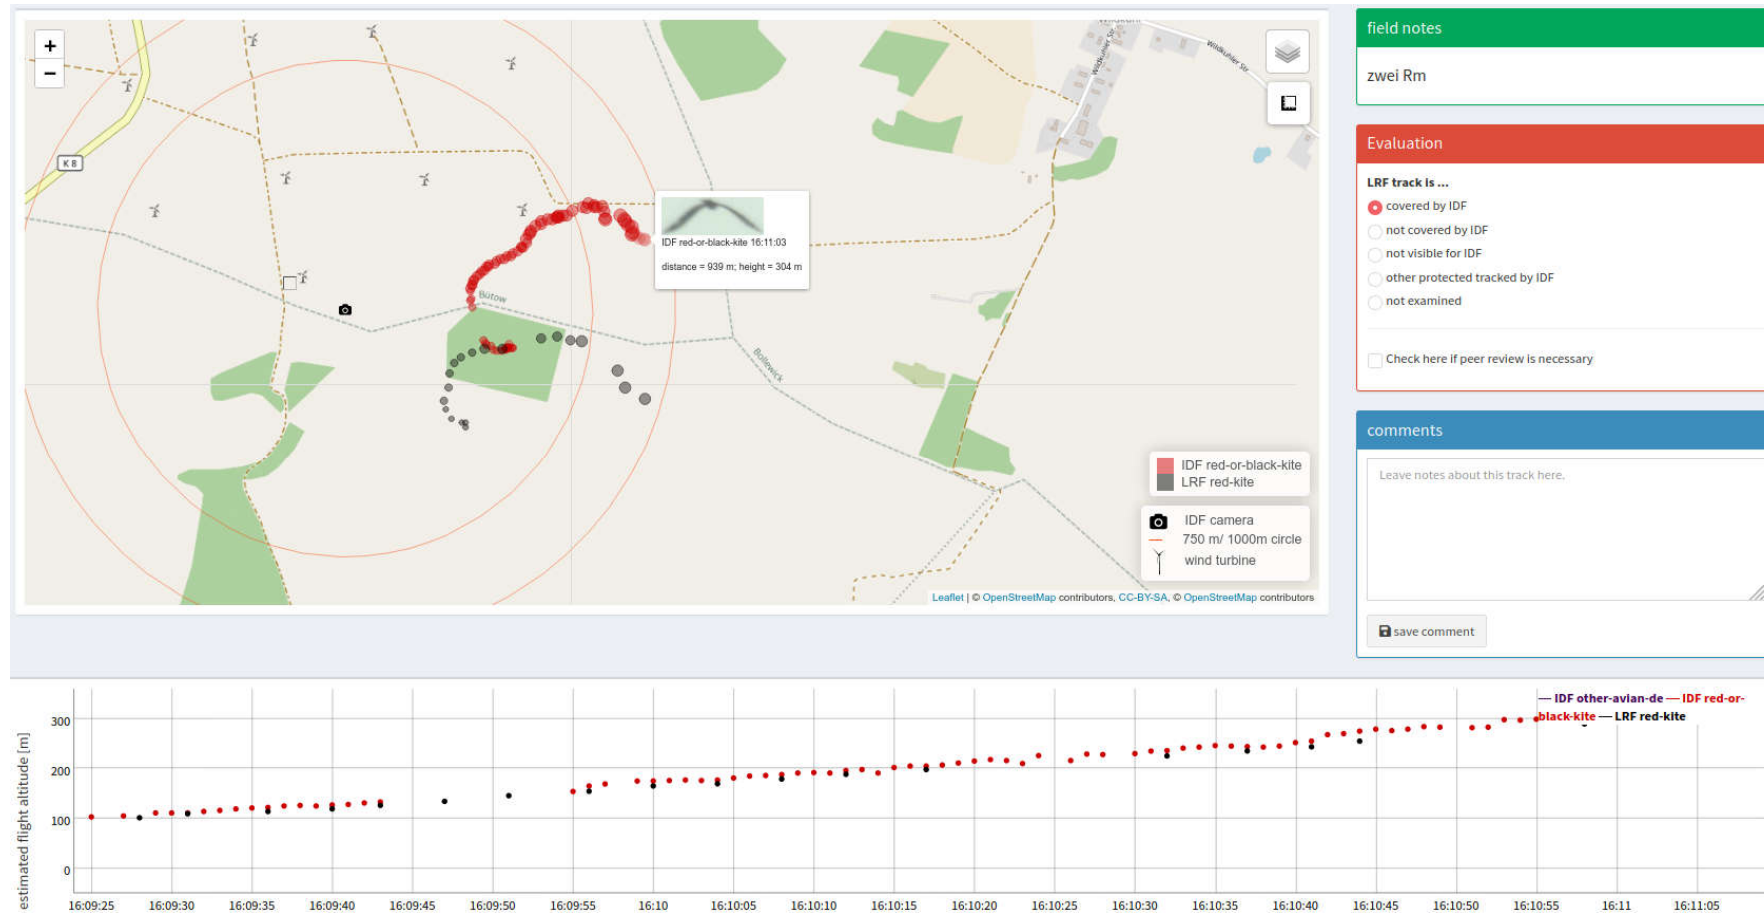 +
−
K 8
Wildkuhl
Wildkuhler Str
Wildkuhler Str
IDF red-or-black-kite 16:11:03
distance = 939 m; height = 304 m
Bütow
Bollewick
IDF red-or-black-kite
LRF red-kite
IDF camera
750 m/ 1000m circle
wind turbine
Leaflet | © OpenStreetMap contributors, CC-BY-SA, © OpenStreetMap contributors
field notes
zwei Rm
Evaluation
LRF track is ...
covered by IDF
not covered by IDF
not visible for IDF
other protected tracked by IDF
not examined
Check here if peer review is necessary
comments
Leave notes about this track here.
save comment
— IDF other-avian-de — IDF red-or-
black-kite — LRF red-kite
estimated flight altitude [m]
300
200
100
0
16:09:25 16:09:30 16:09:35 16:09:40 16:09:45 16:09:50 16:09:55 16:10 16:10:05 16:10:10 16:10:15 16:10:20 16:10:25 16:10:30 16:10:35 16:10:40 16:10:45 16:10:50 16:10:55 16:11 16:11:05